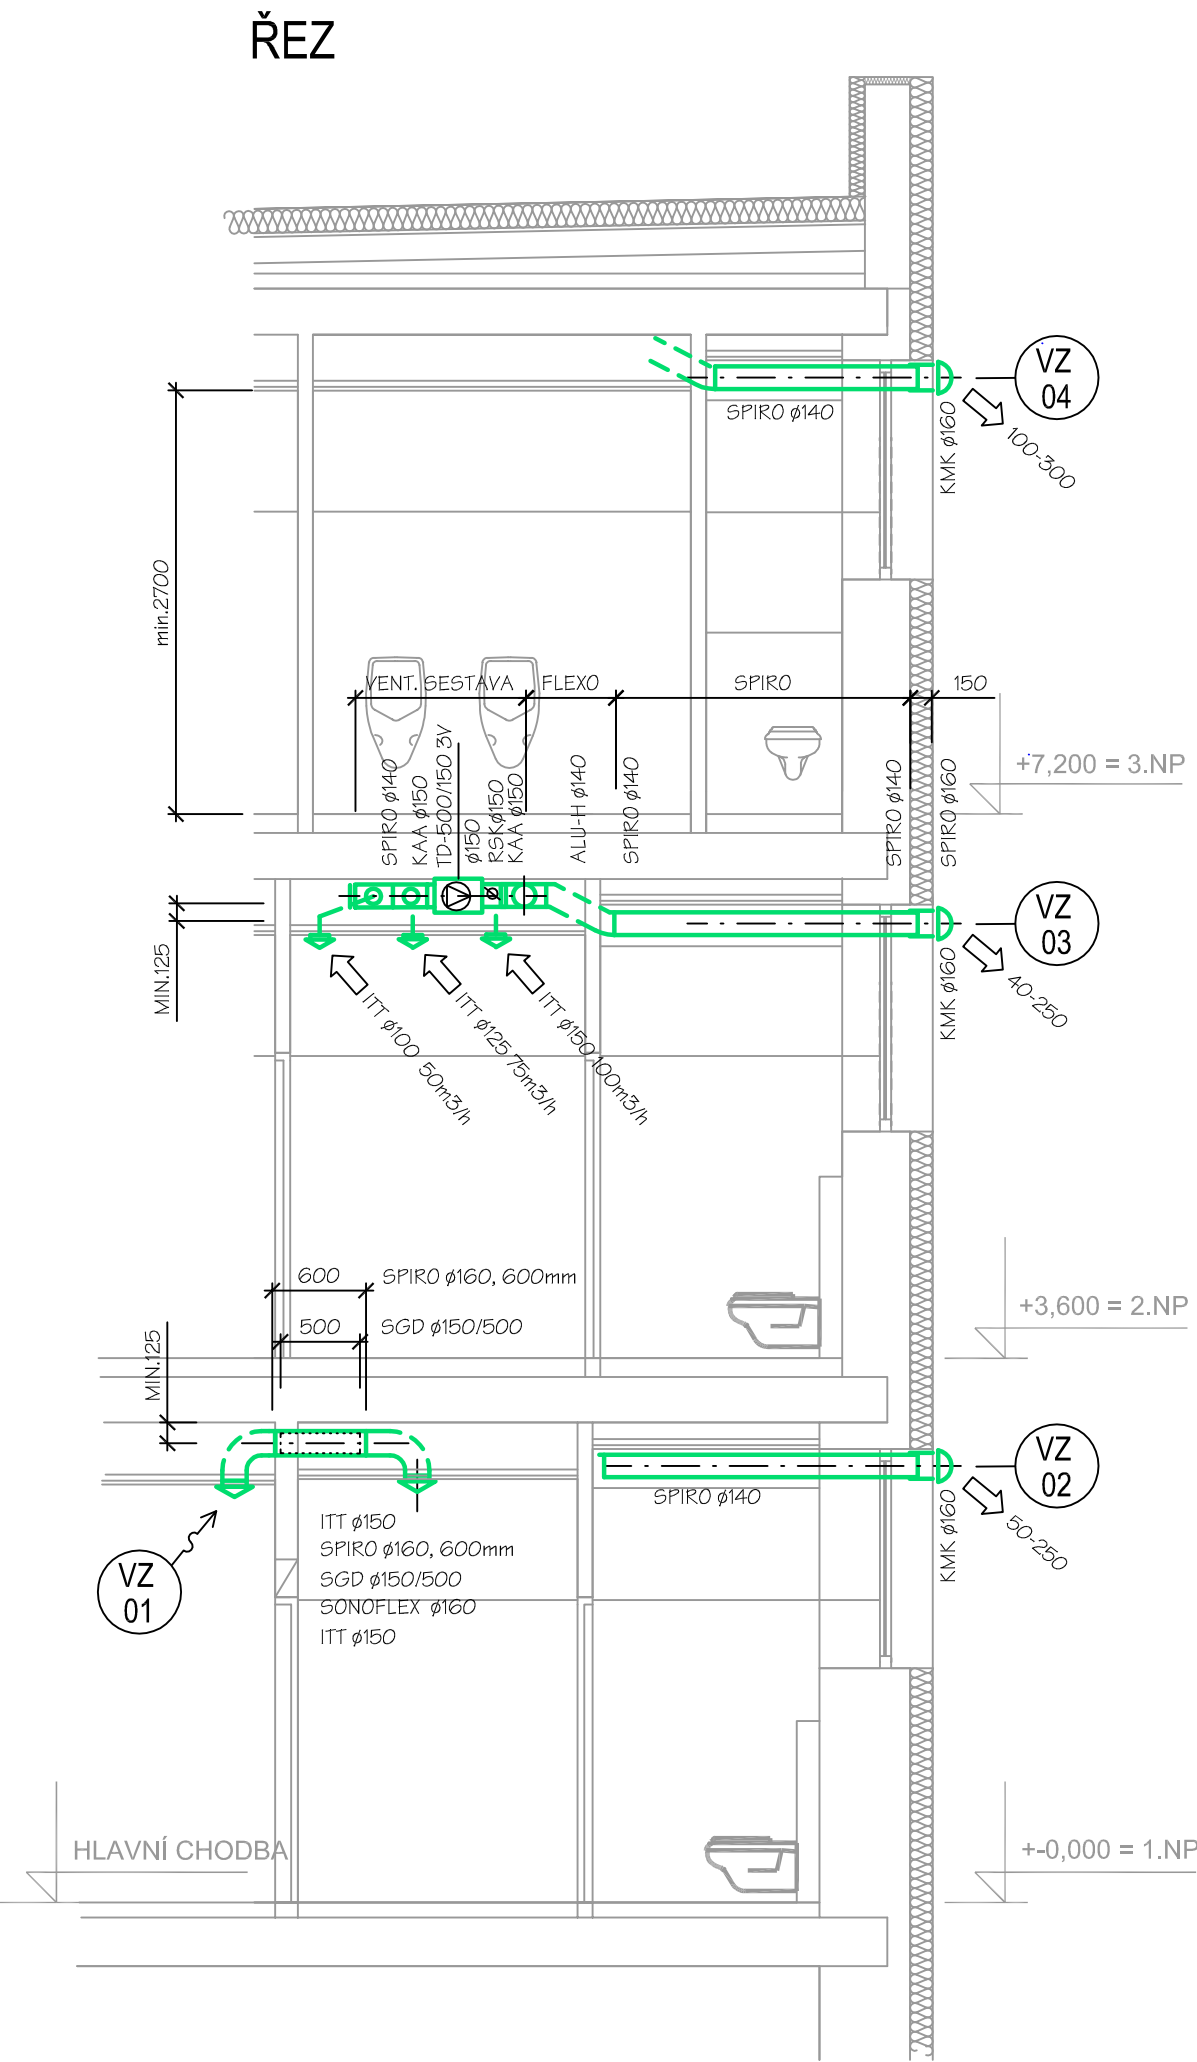 ŘEZ
VZ
04
SPIRO ø140
KMK ø160
100-300
min.2700
VENT. SESTAVA
FLEXO
SPIRO
150
+7,200 = 3.NP
SPIRO ø140
KAA ø150
TD-500/150 3V
ø150
RSKø150
KAA ø150
ALU-H ø140
SPIRO ø140
SPIRO ø140
SPIRO ø160
VZ
03
KMK ø160
40-250
MIN.125
ITT ø100 50m3/h
ITT ø125 75m3/h
ITT ø150 100m3/h
600
SPIRO ø160, 600mm
500
SGD ø150/500
+3,600 = 2.NP
MIN.125
VZ
02
SPIRO ø140
KMK ø160
50-250
ITT ø150
SPIRO ø160, 600mm
SGD ø150/500
SONOFLEX ø160
ITT ø150
VZ
01
HLAVNÍ CHODBA
+-0,000 = 1.NP